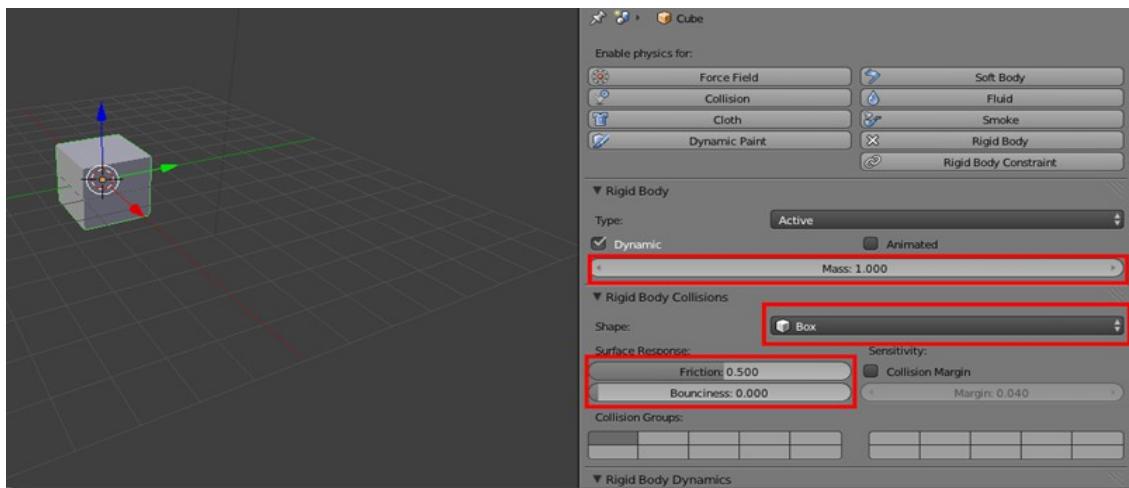 Cube
Enable physics for:
Force Field Soft Body
Collision Fluid
Cloth Smoke
Dynamic Paint Rigid Body
Rigid Body Constraint
Rigid Body
Type: Active
Dynamic Animated
Mass: 1.000
Rigid Body Collisions
Shape: Box
Surface Response: Sensitivity:
Friction: 0.500 Collision Margin
Bounciness: 0.000 Margin: 0.040
Collision Groups:
Rigid Body Dynamics